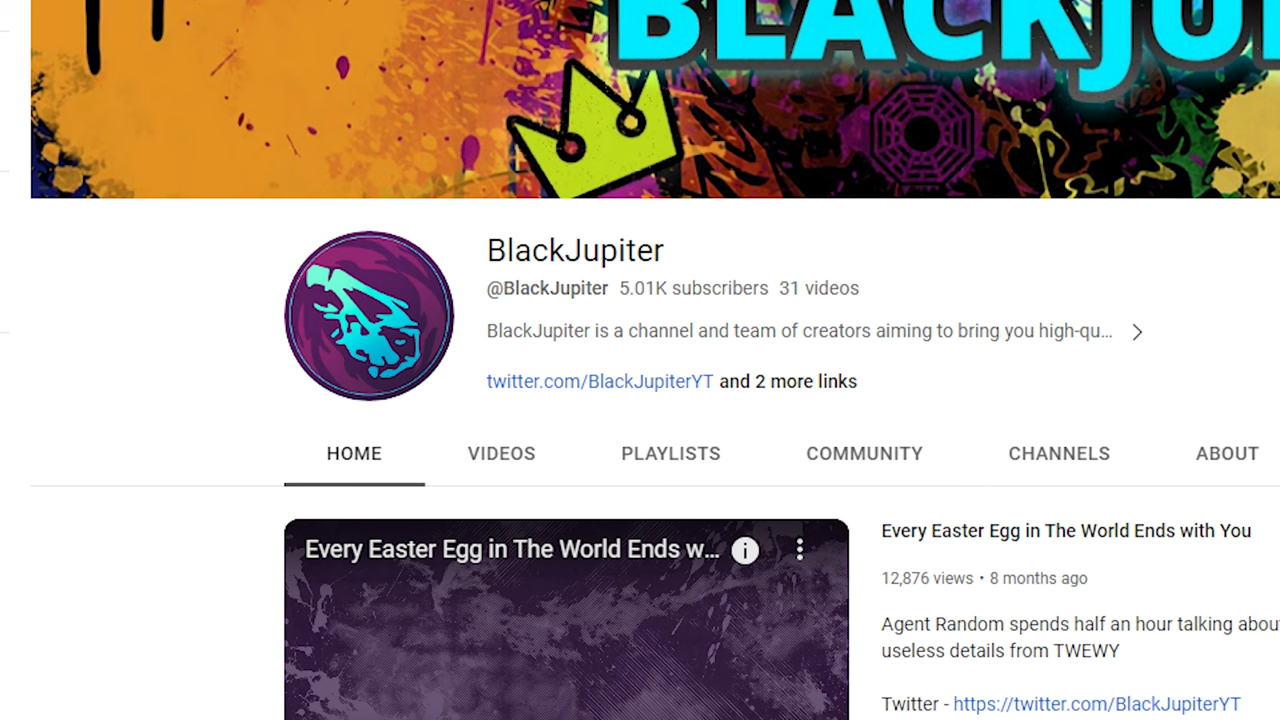 BLACKJU
BlackJupiter
@BlackJupiter 5.01K subscribers 31 videos
BlackJupiter is a channel and team of creators aiming to bring you high-qu...
twitter.com/BlackJupiterYT and 2 more links
HOME VIDEOS PLAYLISTS COMMUNITY CHANNELS ABOUT
Every Easter Egg in The World Ends w...
Every Easter Egg in The World Ends with You
12,876 views • 8 months ago
Agent Random spends half an hour talking about
useless details from TWEWY
Twitter - https://twitter.com/BlackJupiterYT